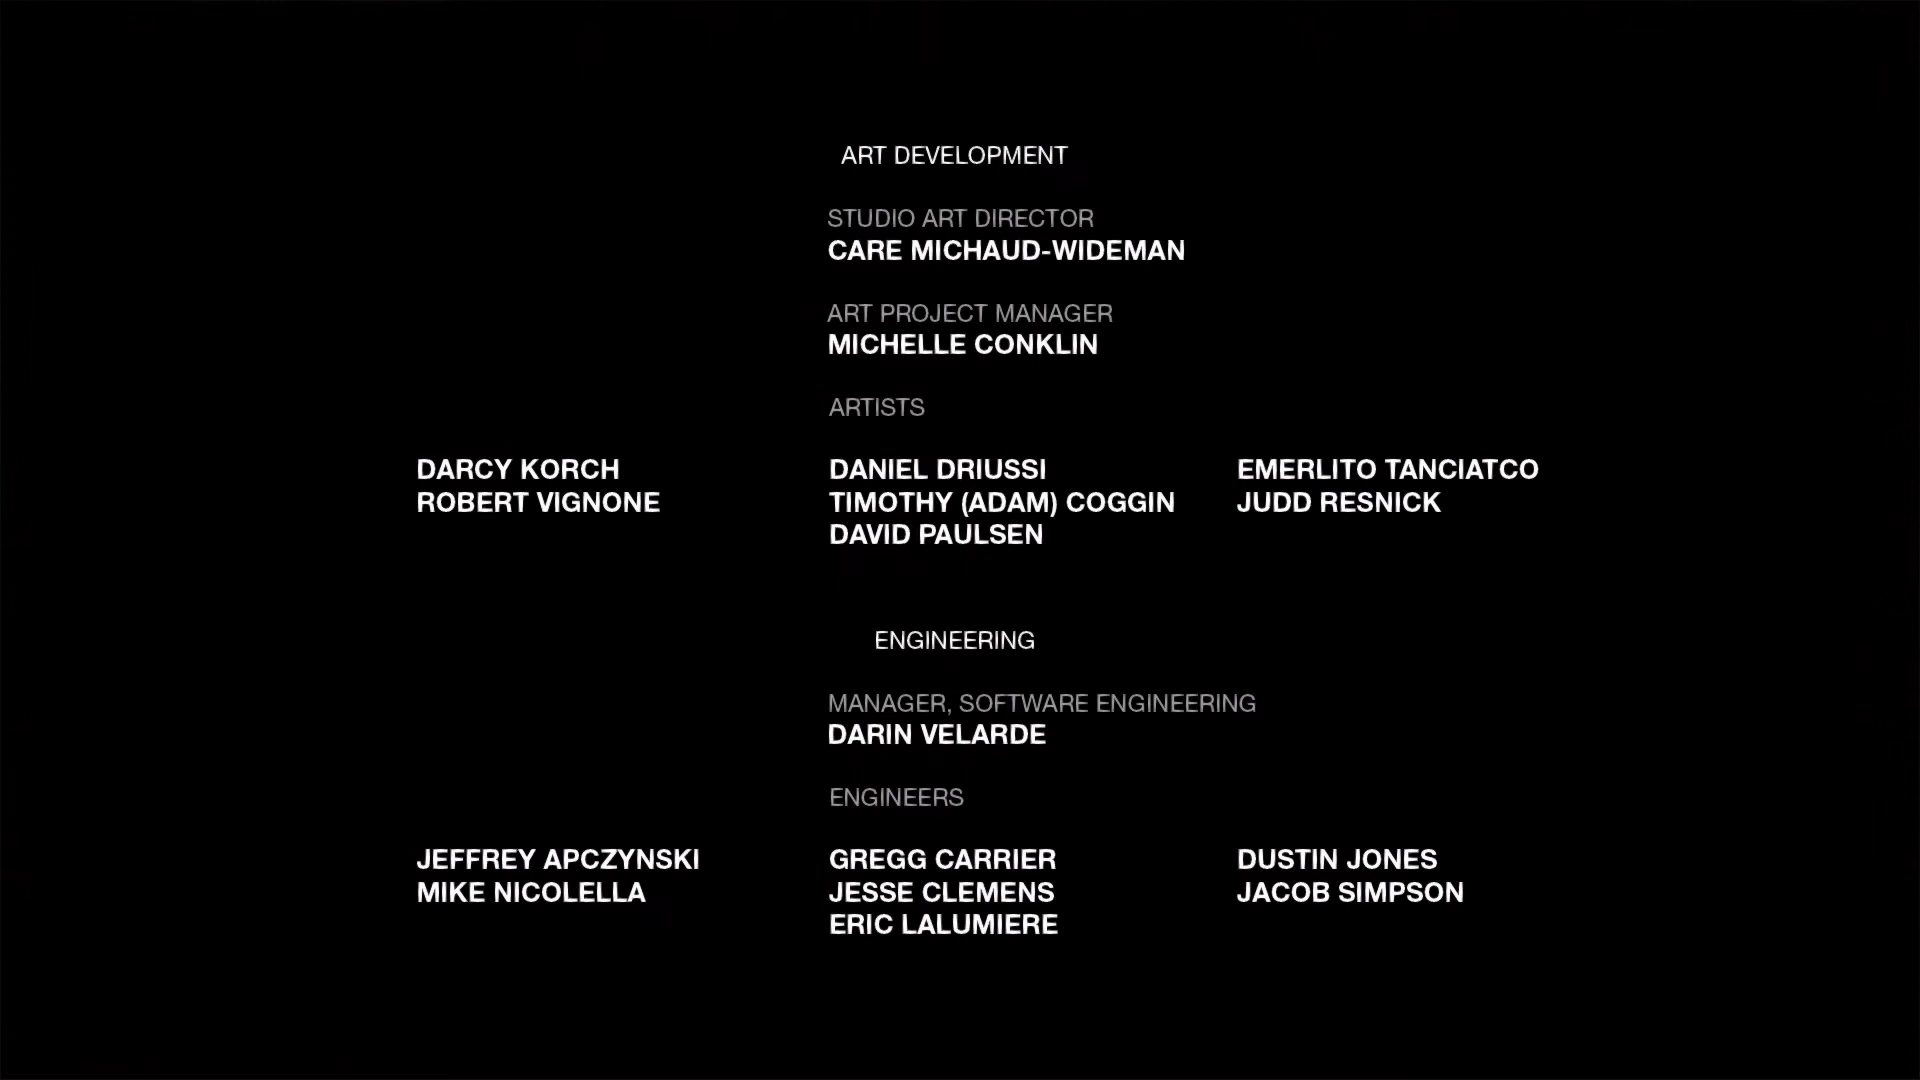 ART DEVELOPMENT
STUDIO ART DIRECTOR
CARE MICHAUD-WIDEMAN
ART PROJECT MANAGER
MICHELLE CONKLIN
ARTISTS
DARCY KORCH DANIEL DRIUSSI EMERLITO TANCIATCO
ROBERT VIGNONE TIMOTHY (ADAM) COGGIN JUDD RESNICK
DAVID PAULSEN
ENGINEERING
MANAGER, SOFTWARE ENGINEERING
DARIN VELARDE
ENGINEERS
JEFFREY APCZYNSKI GREGG CARRIER DUSTIN JONES
MIKE NICOLELLA JESSE CLEMENS JACOB SIMPSON
ERIC LALUMIERE